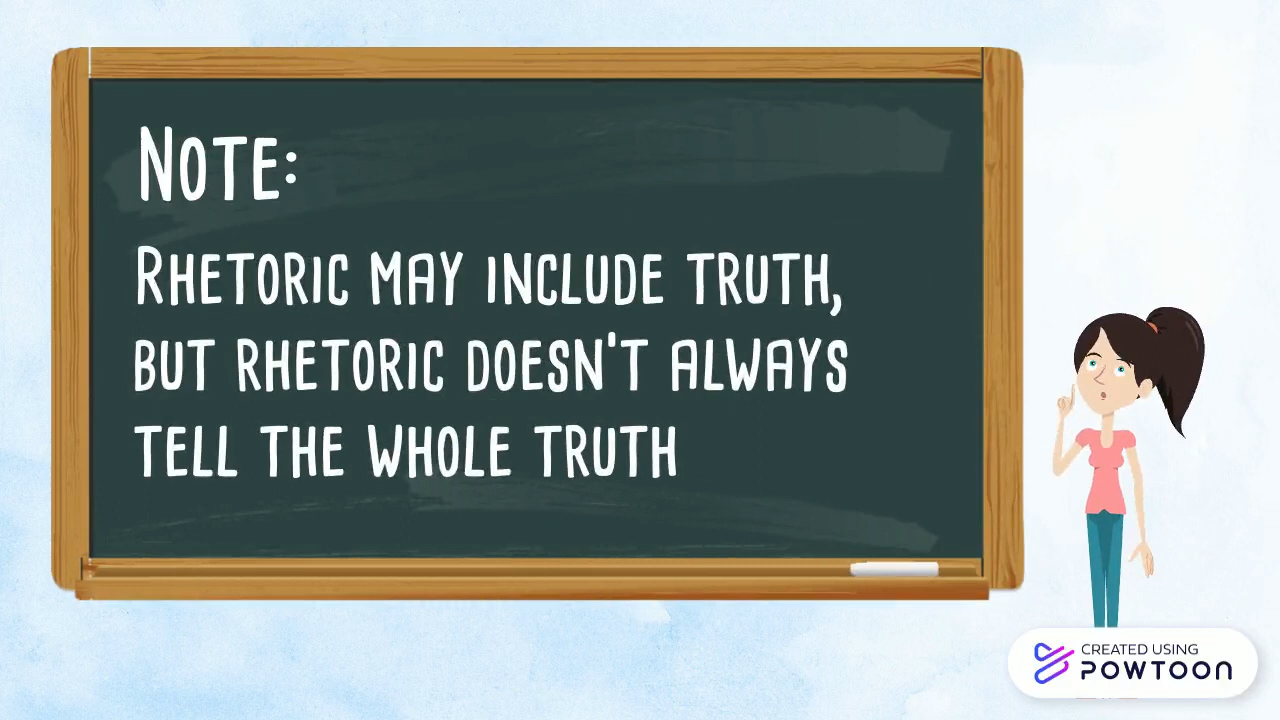 NOTE:
RHETORIC MAY INCLUDE TRUTH,
BUT RHETORIC DOESN'T ALWAYS
TELL THE WHOLE TRUTH
CREATED USING
POWTOON